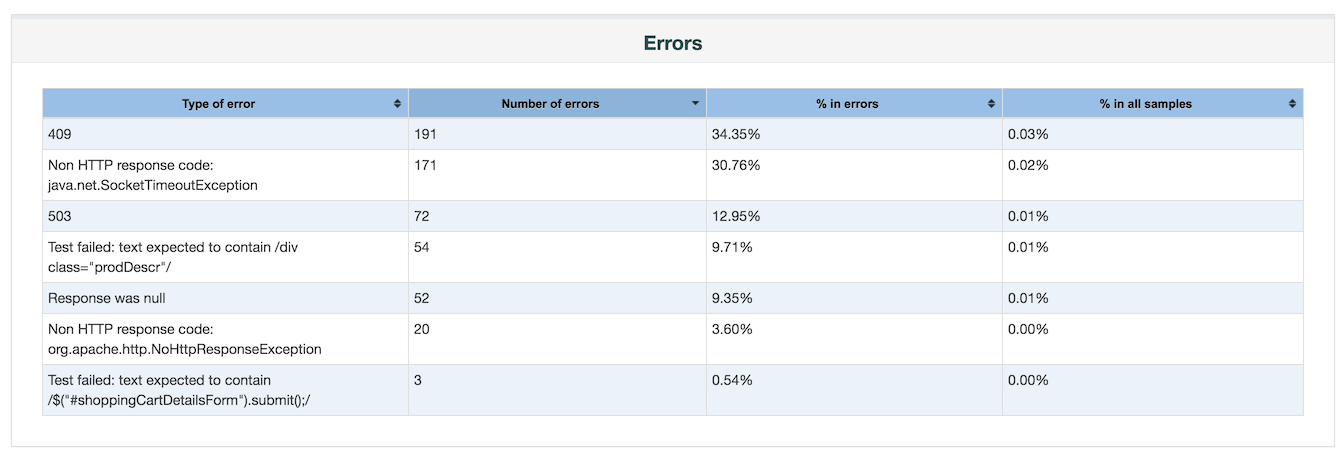 Errors
Type of error Number of errors % in errors % in all samples
409 191 34.35% 0.03%
Non HTTP response code: 171 30.76% 0.02%
java.net.SocketTimeoutException
503 72 12.95% 0.01%
Test failed: text expected to contain /div 54 9.71% 0.01%
class="prodDescr"/
Response was null 52 9.35% 0.01%
Non HTTP response code: 20 3.60% 0.00%
org.apache.http.NoHttpResponseException
Test failed: text expected to contain 3 0.54% 0.00%
/$("#shoppingCartDetailsForm").submit();/